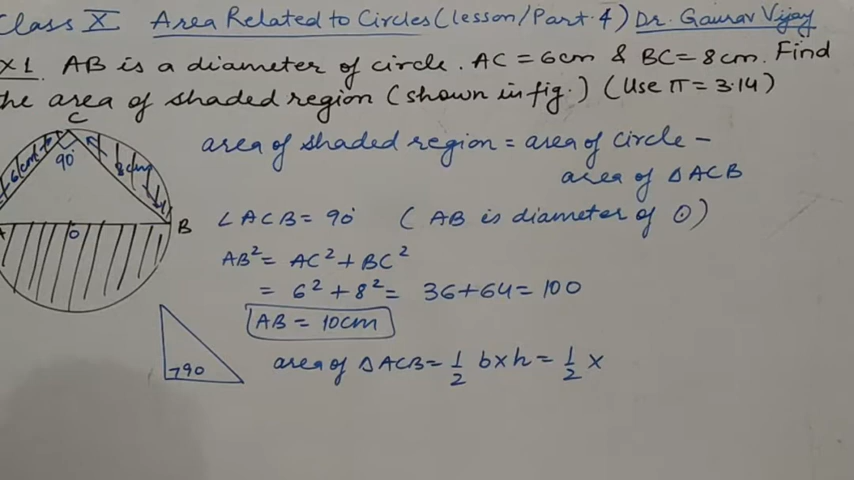 Class X Area Related to Circles (lesson/Part-4) Dr. Gaurav Vijay
X1. AB is a diameter of circle. AC = 6cm & BC = 8cm. Find
the area of shaded region (shown in fig.) (Use π = 3.14)
C
area of shaded region = area of circle –
area of ΔACB
6cm
90°
8cm
∠ACB = 90° (AB is diameter of ⊙)
A
O
B
AB² = AC² + BC²
= 6² + 8² = 36 + 64 = 100
AB = 10cm
area of ΔACB = 1/2 b×h = 1/2 ×
90